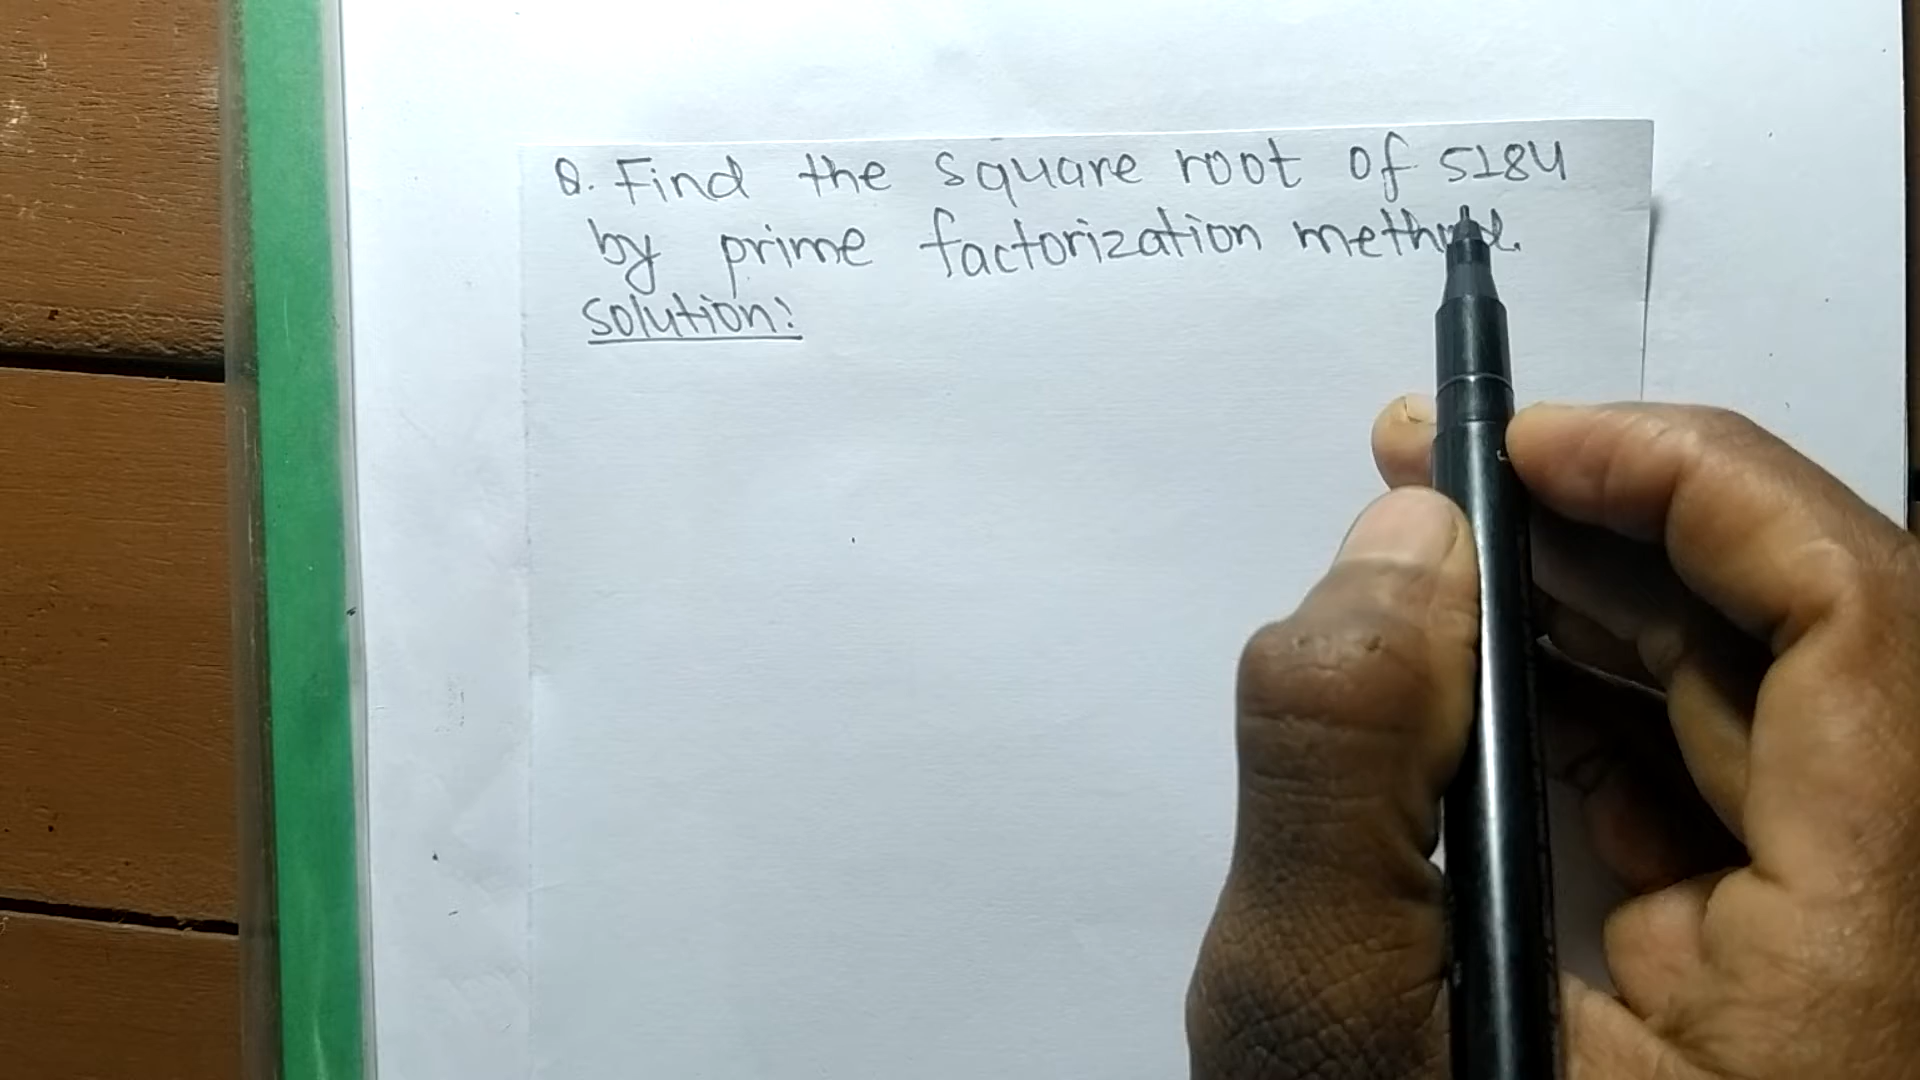 Q. Find the square root of 5184
by prime factorization method.
Solution: